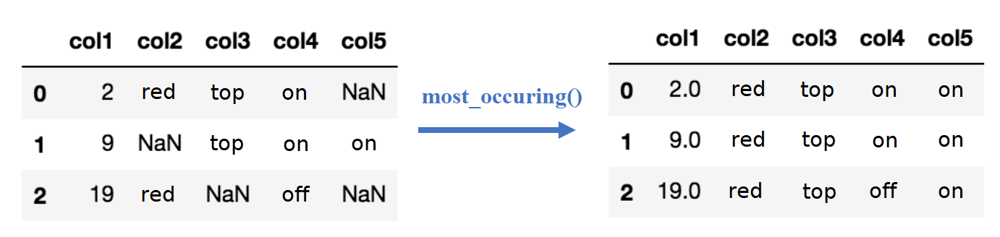 col1 col2 col3 col4 col5
0 2 red top on NaN
1 9 NaN top on on
2 19 red NaN off NaN
most_occuring()
col1 col2 col3 col4 col5
0 2.0 red top on on
1 9.0 red top on on
2 19.0 red top off on